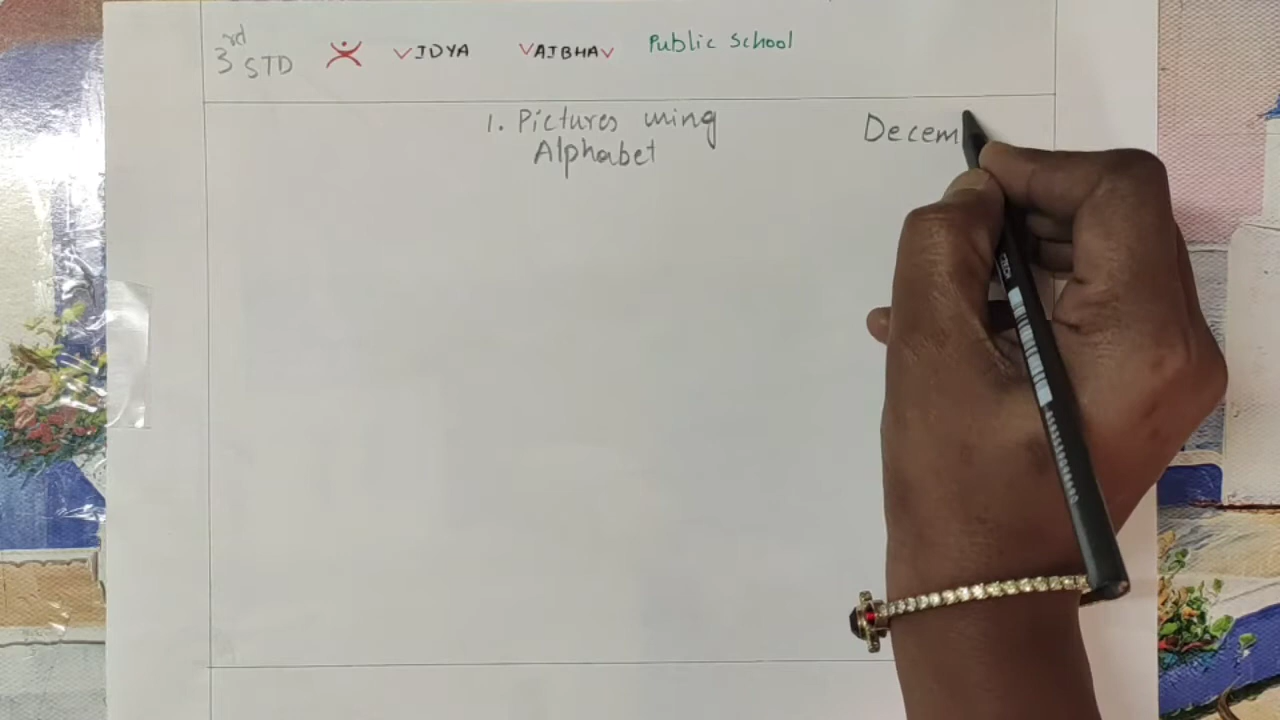 3rd STD VIDYA VAIBHAV Public School
1. Pictures using Decem
Alphabet